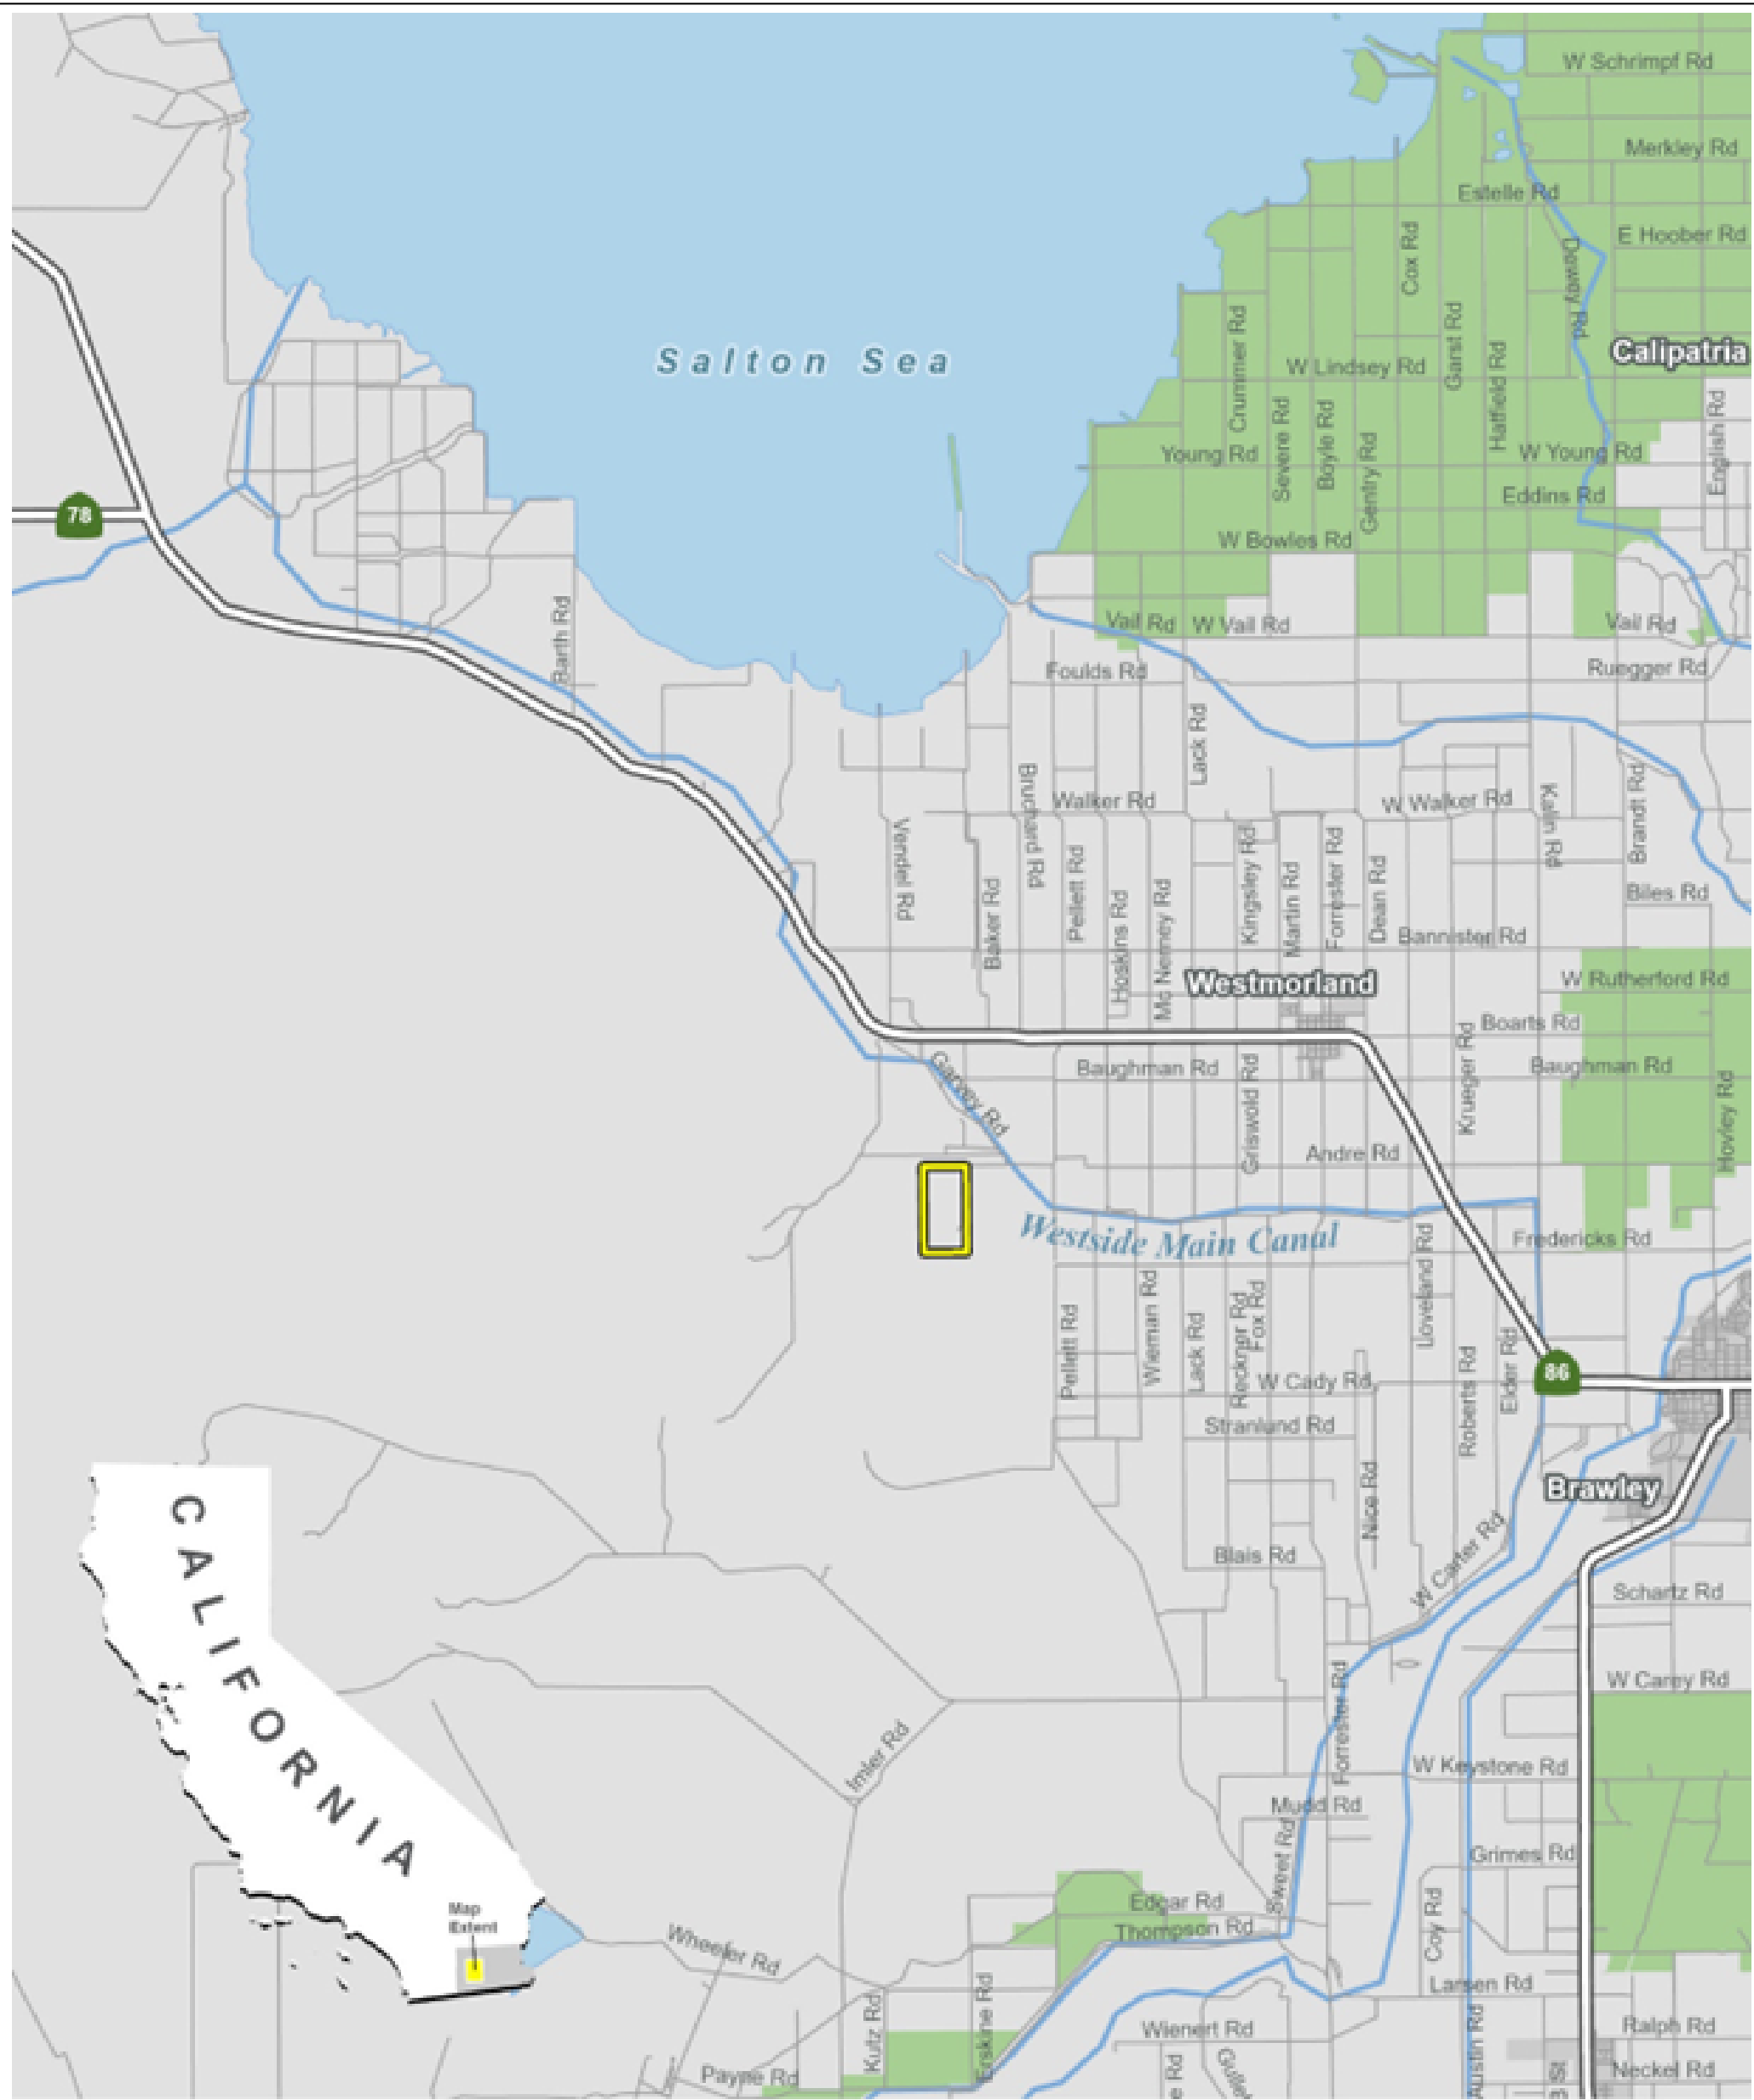 W Schrimpf Rd
Merkley Rd
Estelle Rd
E Hoober Rd
Cox Rd
Dowey Rd
Crummer Rd
Garst Rd
Hatfield Rd
Calipatria
Salton Sea
W Lindsey Rd
English Rd
Severe Rd
Boyle Rd
Gentry Rd
Young Rd
W Young Rd
78
Eddins Rd
W Bowles Rd
Barth Rd
Vail Rd
W Vail Rd
Vail Rd
Foulds Rd
Ruegger Rd
Lack Rd
Bruchard Rd
Walker Rd
W Walker Rd
Kalin Rd
Brandt Rd
Vendel Rd
Baker Rd
Pellett Rd
Hoskins Rd
Mc Nerney Rd
Kingsley Rd
Martin Rd
Forrester Rd
Dean Rd
Biles Rd
Bannister Rd
Westmorland
W Rutherford Rd
Boarts Rd
Garvey Rd
Baughman Rd
Griswold Rd
Krueger Rd
Baughman Rd
Hovley Rd
Andre Rd
Westside Main Canal
Loveland Rd
Fredericks Rd
Pellett Rd
Wieman Rd
Lack Rd
Recknor Rd
Fox Rd
W Cady Rd
Roberts Rd
Elder Rd
86
Stranlund Rd
Nice Rd
Brawley
W Carter Rd
Blais Rd
Schartz Rd
CALIFORNIA
Forrester Rd
W Carey Rd
Imler Rd
W Keystone Rd
Mudd Rd
Sweet Rd
Grimes Rd
Map
Extent
Edgar Rd
Thompson Rd
Coy Rd
Wheeler Rd
Larsen Rd
Kutz Rd
Erskine Rd
Wienert Rd
Austin Rd
Ralph Rd
Payne Rd
e Rd
Neckel Rd